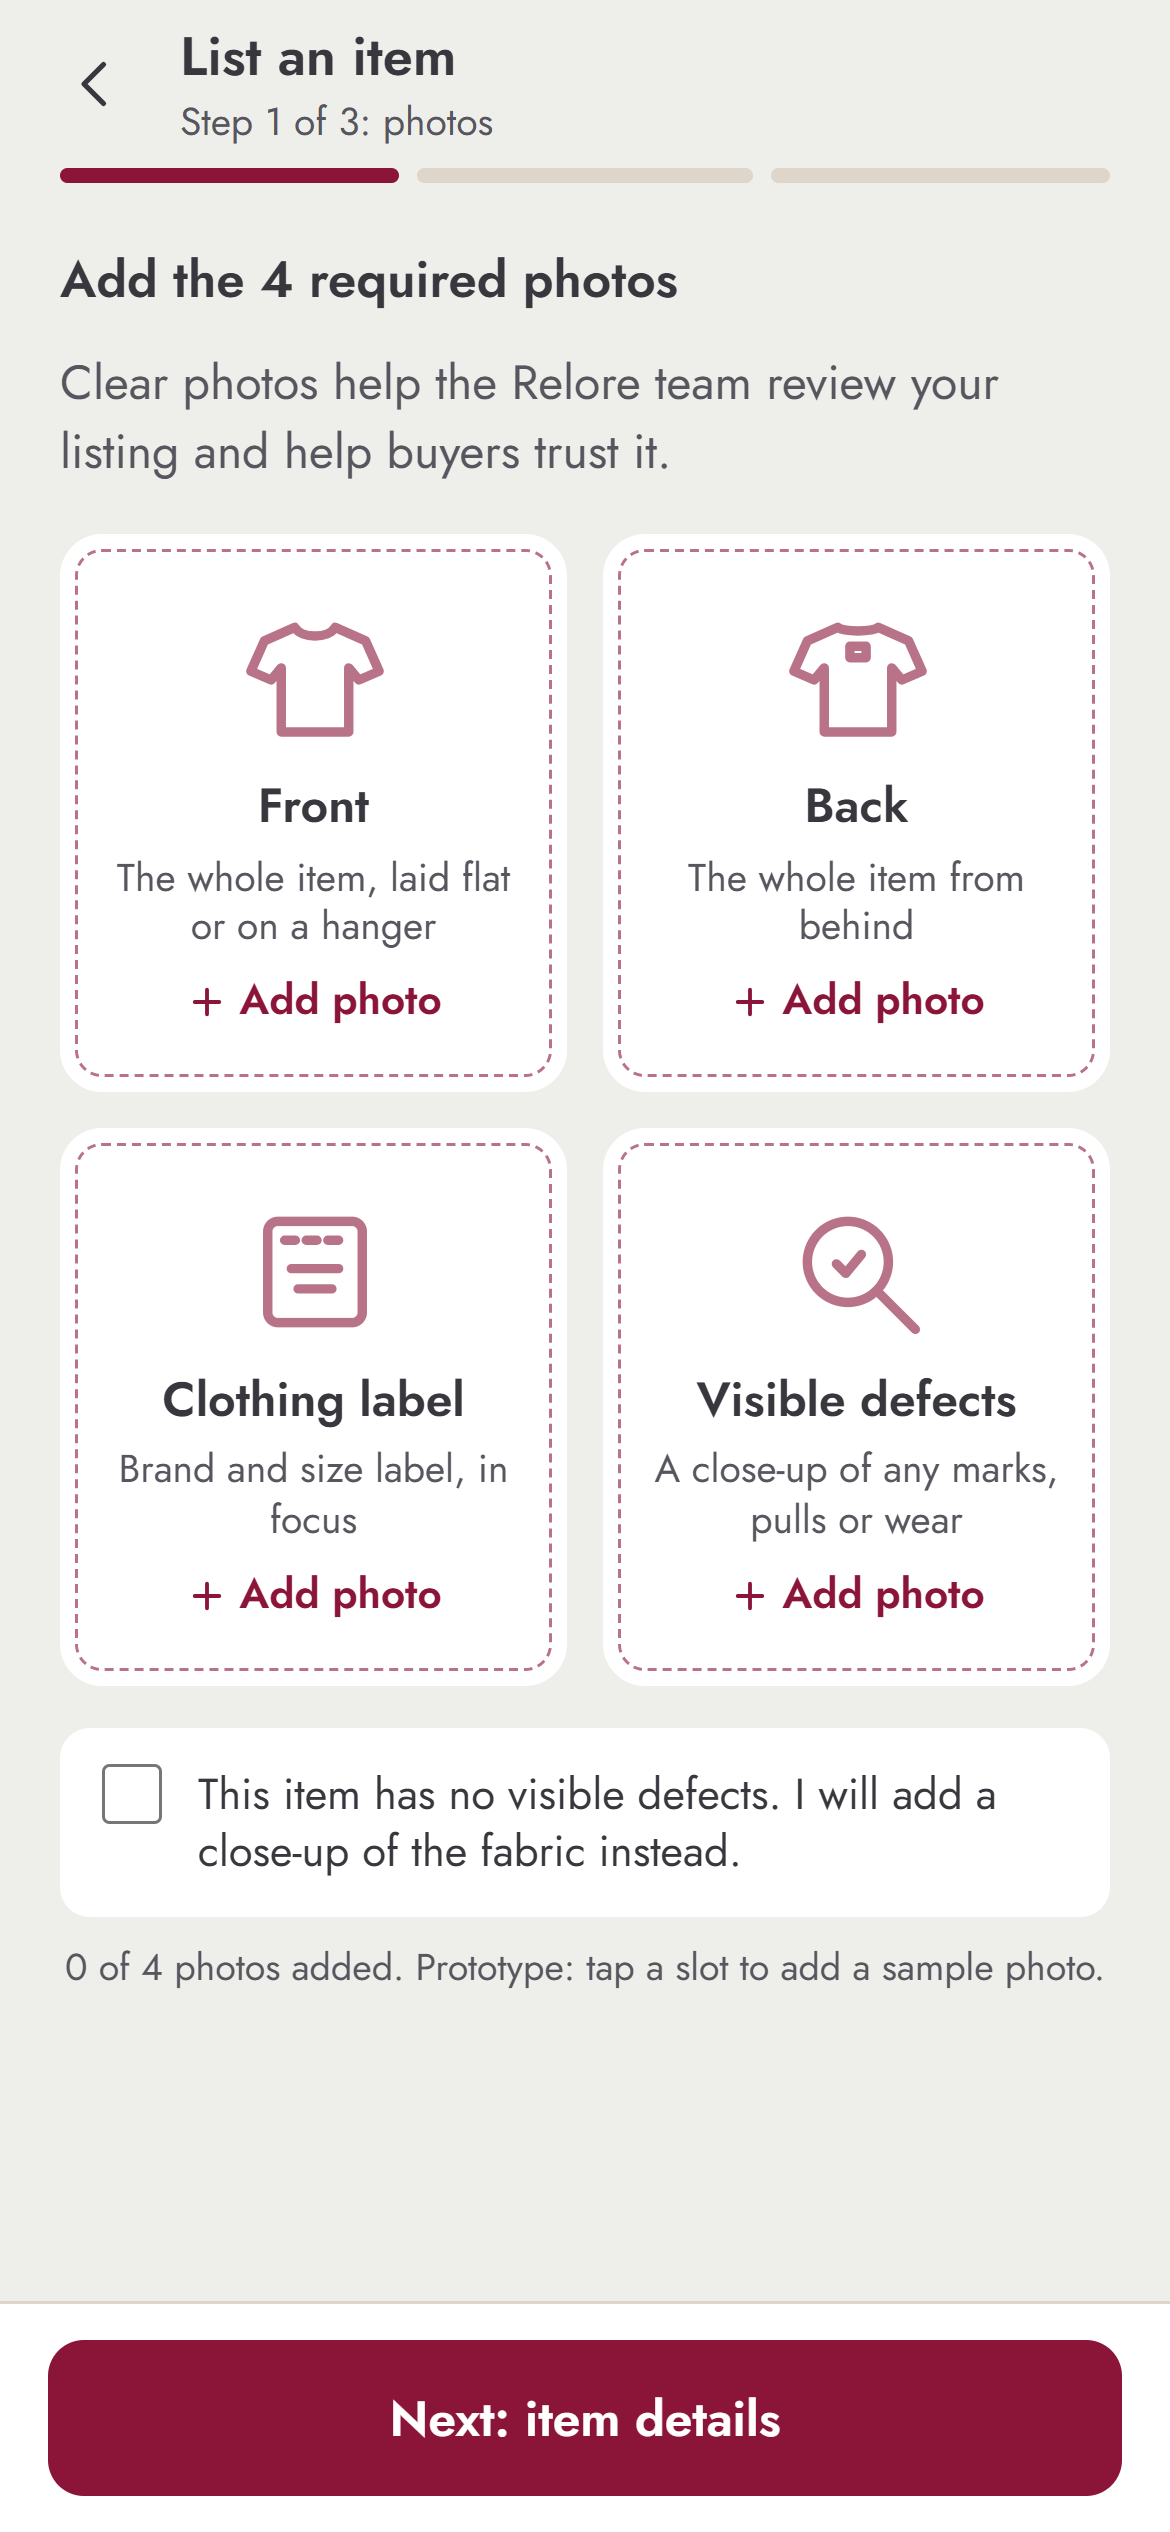 List an item
Step 1 of 3: photos
Add the 4 required photos
Clear photos help the Relore team review your
listing and help buyers trust it.
Front
The whole item, laid flat
or on a hanger
+ Add photo
Back
The whole item from
behind
+ Add photo
Clothing label
Brand and size label, in
focus
+ Add photo
Visible defects
A close-up of any marks,
pulls or wear
+ Add photo
This item has no visible defects. I will add a
close-up of the fabric instead.
0 of 4 photos added. Prototype: tap a slot to add a sample photo.
Next: item details